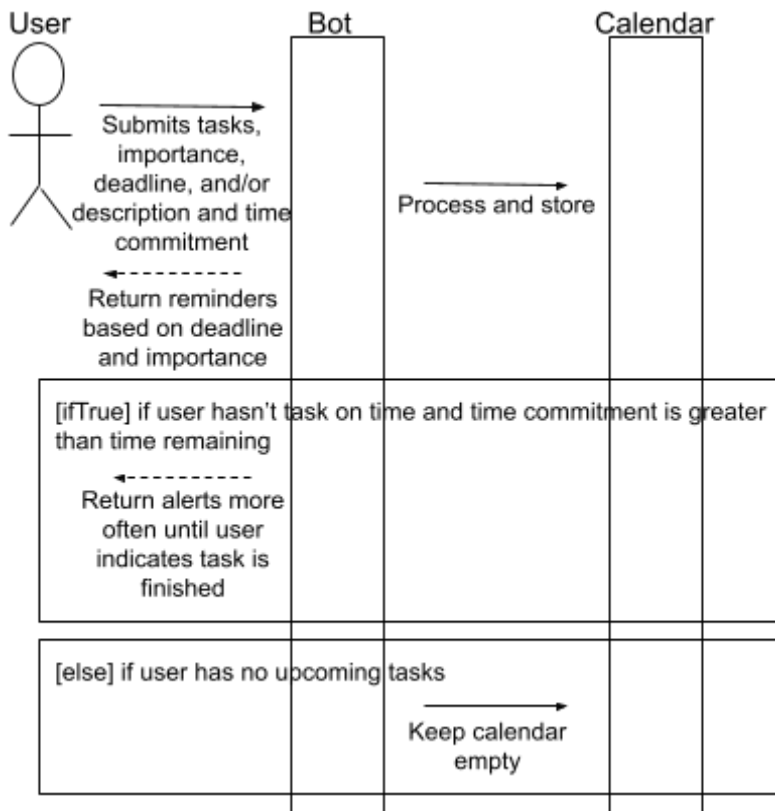 User
Bot
Calendar
Submits tasks,
importance,
deadline, and/or
description and time
commitment
Process and store
Return reminders
based on deadline
and importance
[ifTrue] if user hasn't task on time and time commitment is greater
than time remaining
Return alerts more
often until user
indicates task is
finished
[else] if user has no upcoming tasks
Keep calendar
empty